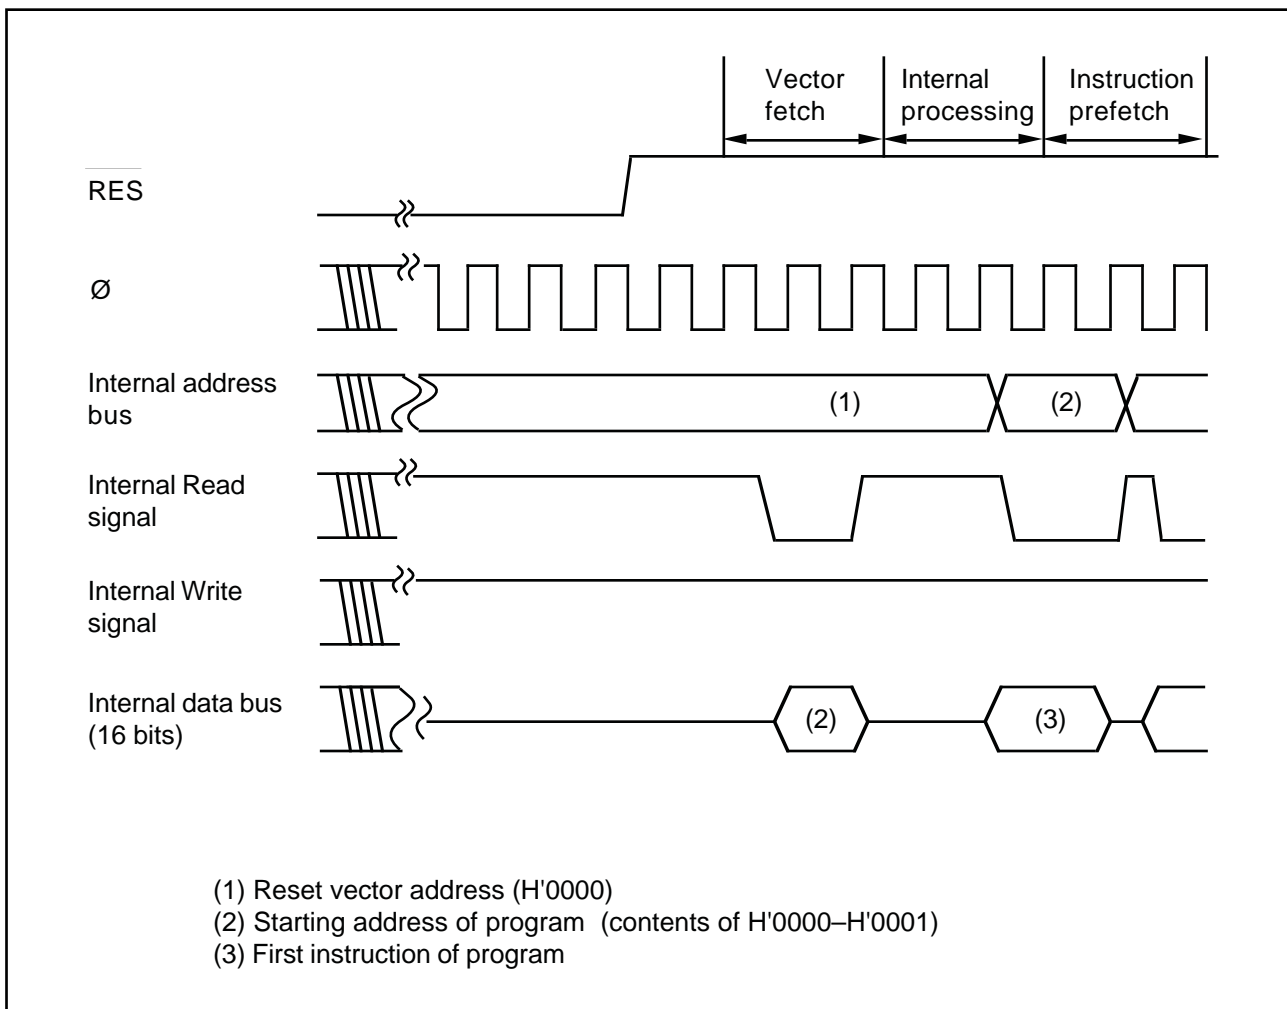 Vector
fetch
Internal
processing
Instruction
prefetch
RES
Ø
Internal address
bus
(1)
(2)
Internal Read
signal
Internal Write
signal
Internal data bus
(16 bits)
(2)
(3)
(1) Reset vector address (H'0000)
(2) Starting address of program (contents of H'0000–H'0001)
(3) First instruction of program